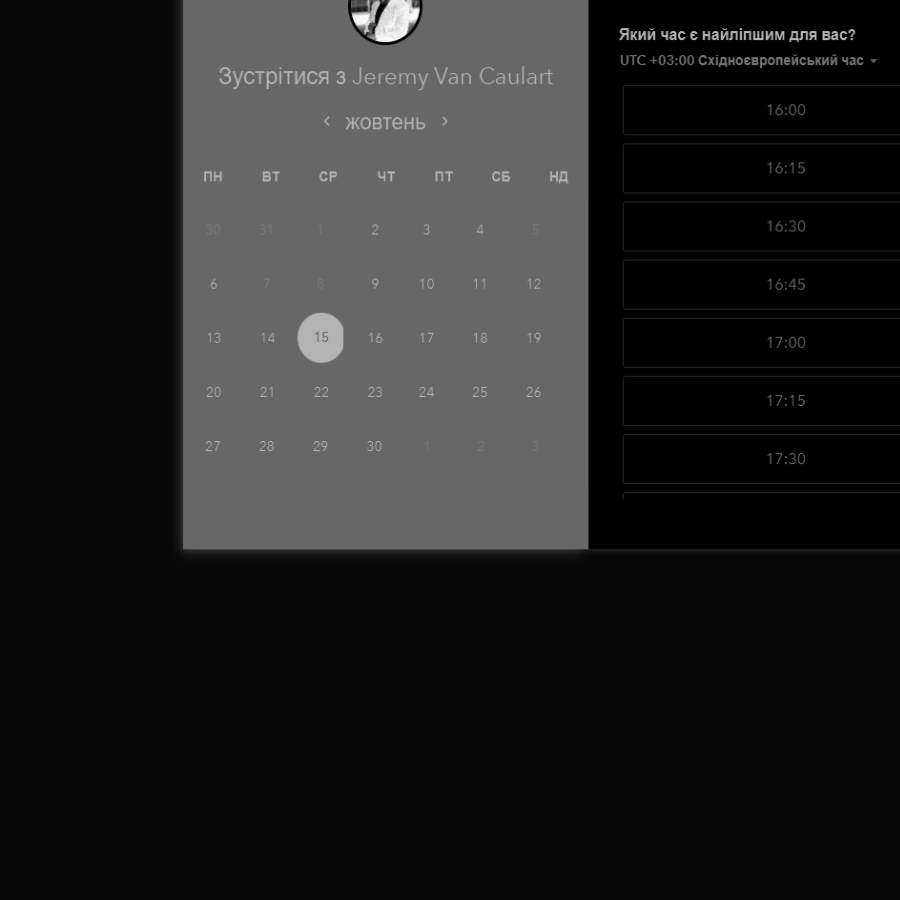 Зустрітися з Jeremy Van Caulart
жовтень
ПН ВТ СР ЧТ ПТ СБ НД
30 31 1 2 3 4 5
6 7 8 9 10 11 12
13 14 15 16 17 18 19
20 21 22 23 24 25 26
27 28 29 30 1 2 3
Який час є найліпшим для вас?
UTC +03:00 Східноєвропейський час
16:00
16:15
16:30
16:45
17:00
17:15
17:30